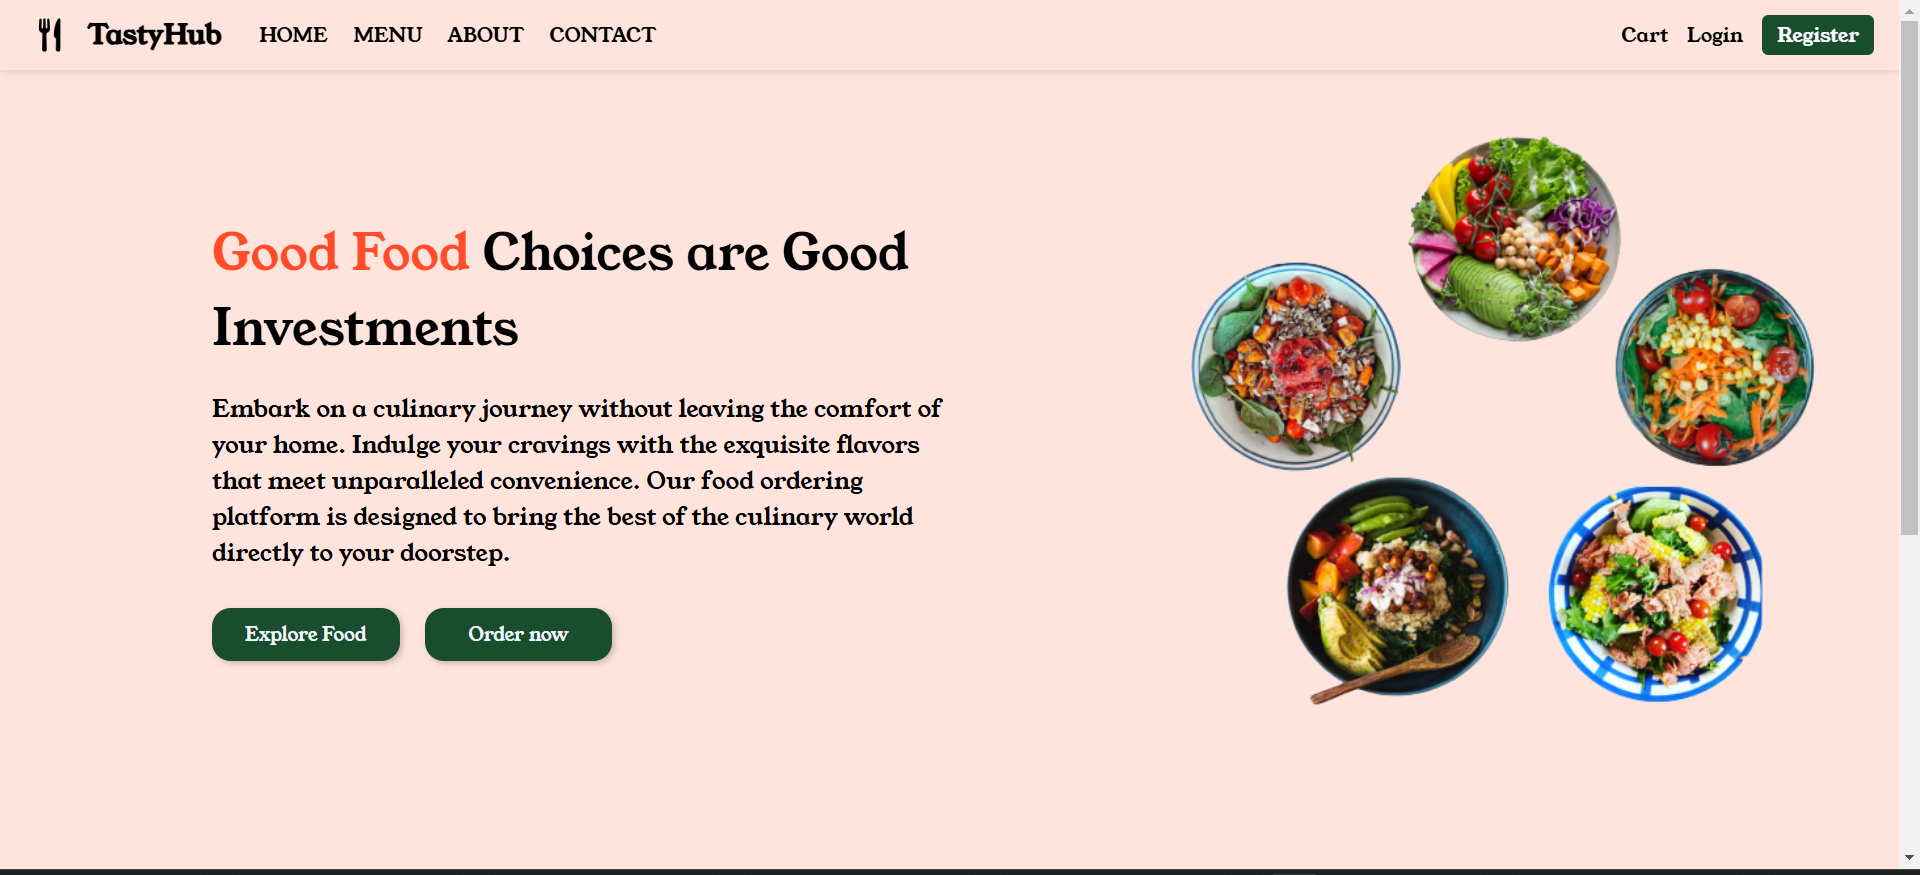 TastyHub HOME MENU ABOUT CONTACT Cart Login Register
Good Food Choices are Good
Investments
Embark on a culinary journey without leaving the comfort of
your home. Indulge your cravings with the exquisite flavors
that meet unparalleled convenience. Our food ordering
platform is designed to bring the best of the culinary world
directly to your doorstep.
Explore Food Order now